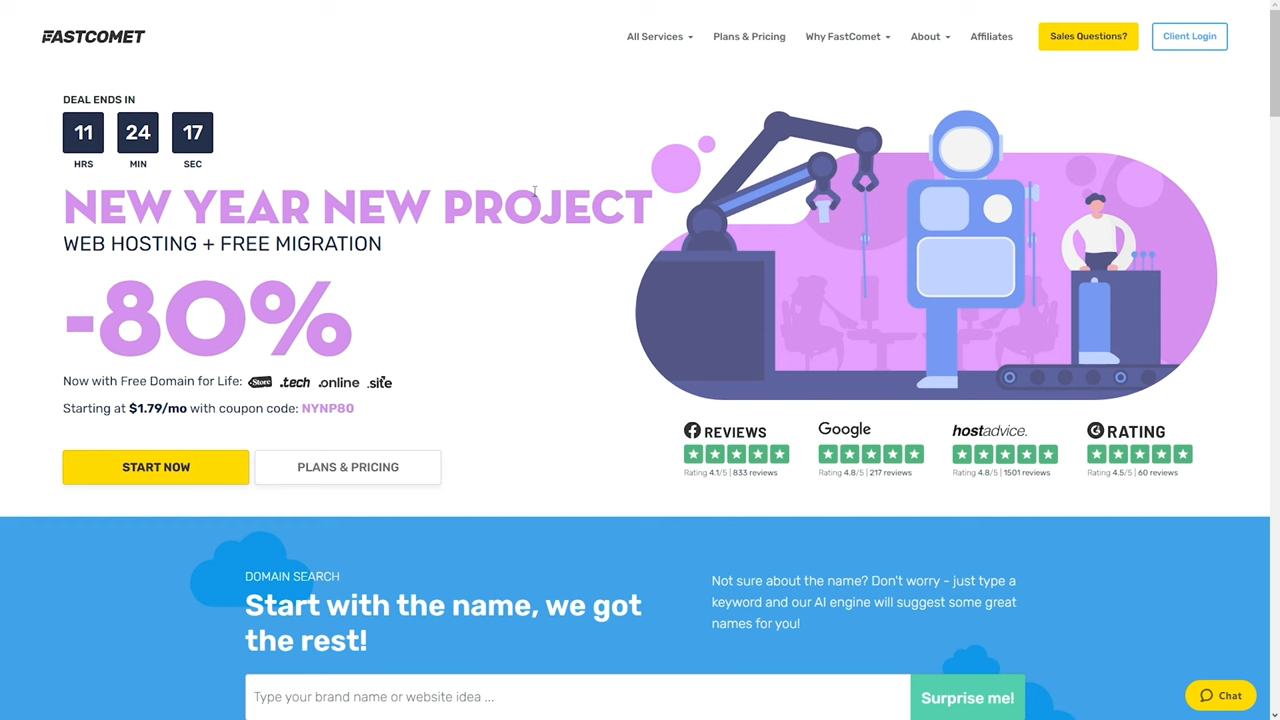 FASTCOMET
All Services
Plans & Pricing
Why FastComet
About
Affiliates
Sales Questions?
Client Login
DEAL ENDS IN
11 24 17
HRS MIN SEC
NEW YEAR NEW PROJECT
WEB HOSTING + FREE MIGRATION
-80%
Now with Free Domain for Life: .Store .tech .online .site
Starting at $1.79/mo with coupon code: NYNP80
START NOW
PLANS & PRICING
REVIEWS
Rating 4.1/5 | 833 reviews
Google
Rating 4.8/5 | 217 reviews
hostadvice.
Rating 4.8/5 | 1501 reviews
G RATING
Rating 4.5/5 | 60 reviews
DOMAIN SEARCH
Start with the name, we got
the rest!
Not sure about the name? Don't worry - just type a
keyword and our AI engine will suggest some great
names for you!
Type your brand name or website idea ...
Surprise me!
Chat